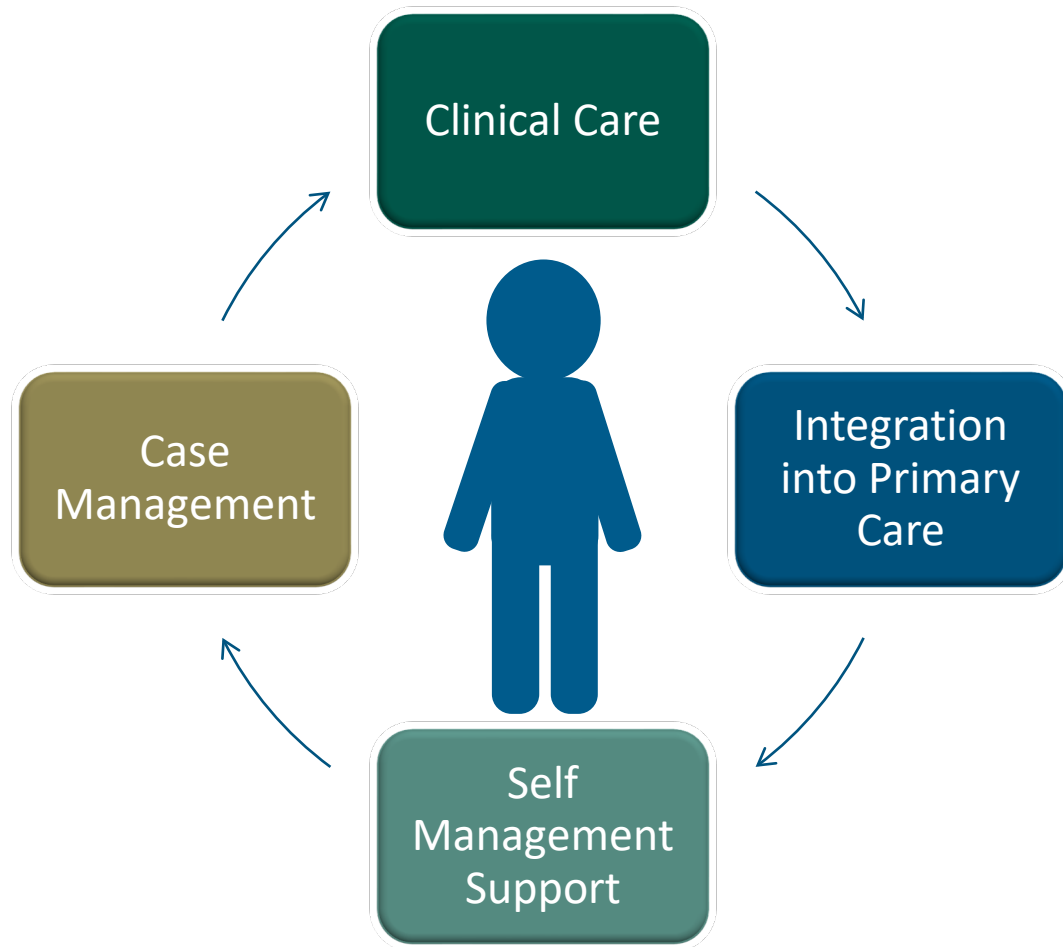 Clinical Care
Integration
into Primary
Care
Self
Management
Support
Case
Management